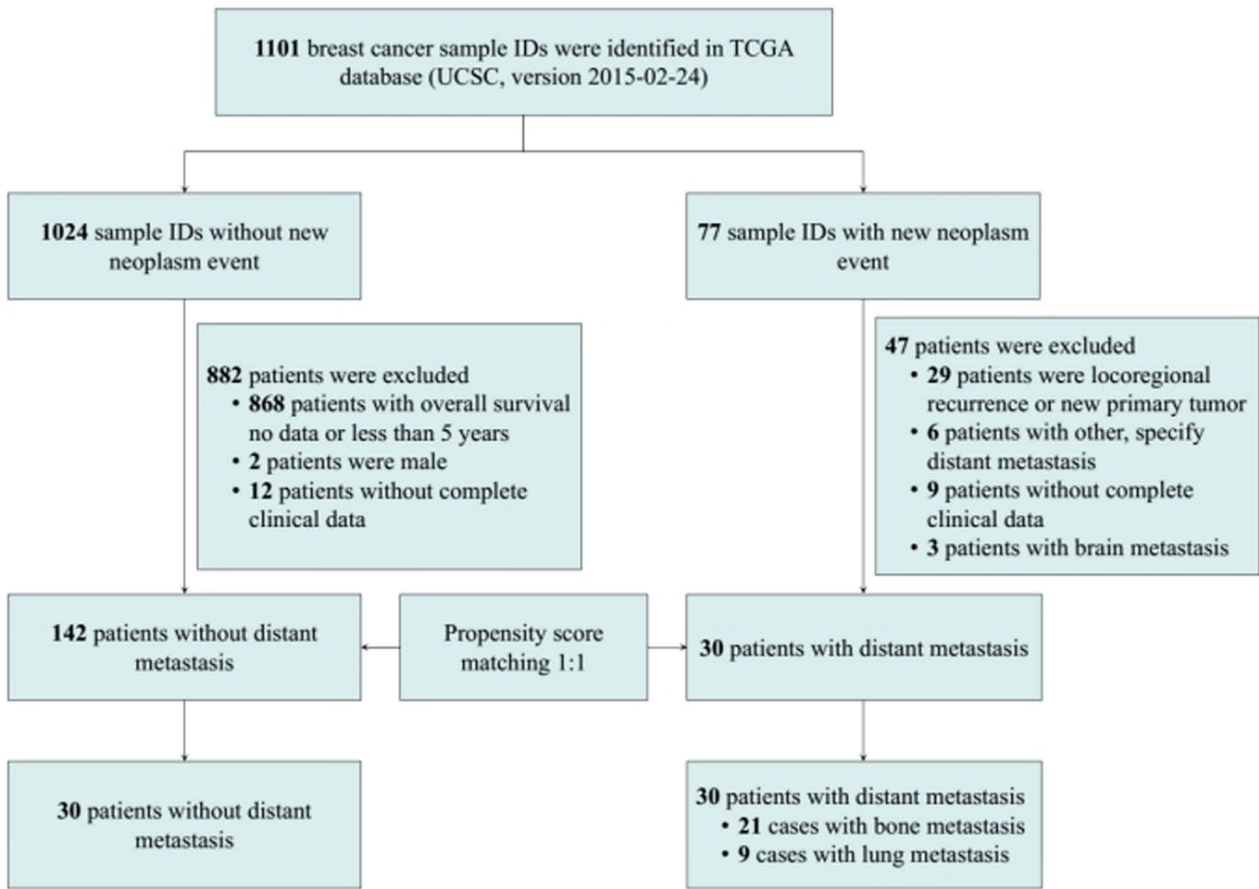 1101 breast cancer sample IDs were identified in TCGA
database (UCSC, version 2015-02-24)
1024 sample IDs without new
neoplasm event
77 sample IDs with new neoplasm
event
882 patients were excluded
• 868 patients with overall survival
no data or less than 5 years
• 2 patients were male
• 12 patients without complete
clinical data
47 patients were excluded
• 29 patients were locoregional
recurrence or new primary tumor
• 6 patients with other, specify
distant metastasis
• 9 patients without complete
clinical data
• 3 patients with brain metastasis
142 patients without distant
metastasis
Propensity score
matching 1:1
30 patients with distant metastasis
30 patients without distant
metastasis
30 patients with distant metastasis
• 21 cases with bone metastasis
• 9 cases with lung metastasis